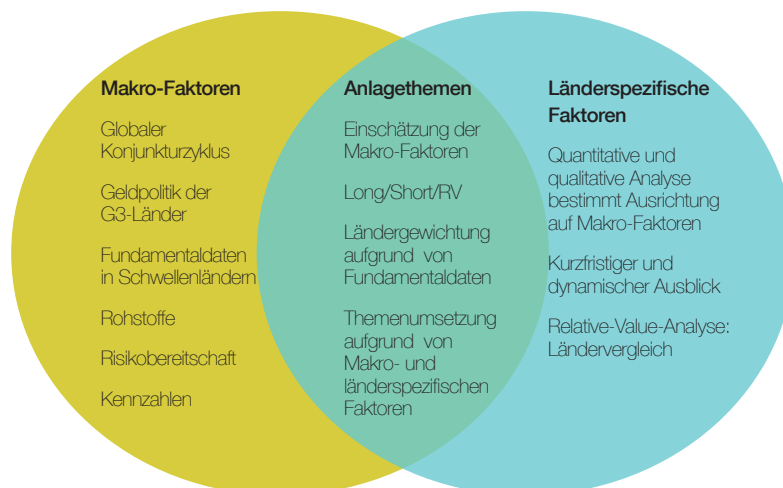 Makro-Faktoren
Globaler
Konjunkturzyklus
Geldpolitik der
G3-Länder
Fundamentaldaten
in Schwellenländern
Rohstoffe
Risikobereitschaft
Kennzahlen
Anlagethemen
Einschätzung der
Makro-Faktoren
Long/Short/RV
Ländergewichtung
aufgrund von
Fundamentaldaten
Themenumsetzung
aufgrund von
Makro- und
länderspezifischen
Faktoren
Länderspezifische
Faktoren
Quantitative und
qualitative Analyse
bestimmt Ausrichtung
auf Makro-Faktoren
Kurzfristiger und
dynamischer Ausblick
Relative-Value-Analyse:
Ländervergleich